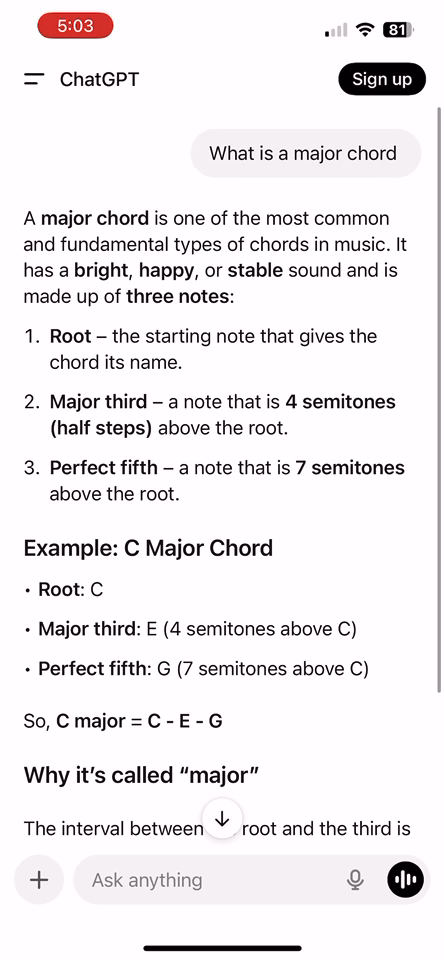 5:03
81
ChatGPT
Sign up
What is a major chord
A major chord is one of the most common
and fundamental types of chords in music. It
has a bright, happy, or stable sound and is
made up of three notes:
1. Root – the starting note that gives the
chord its name.
2. Major third – a note that is 4 semitones
(half steps) above the root.
3. Perfect fifth – a note that is 7 semitones
above the root.
Example: C Major Chord
• Root: C
• Major third: E (4 semitones above C)
• Perfect fifth: G (7 semitones above C)
So, C major = C - E - G
Why it’s called “major”
The interval between root and the third is
Ask anything